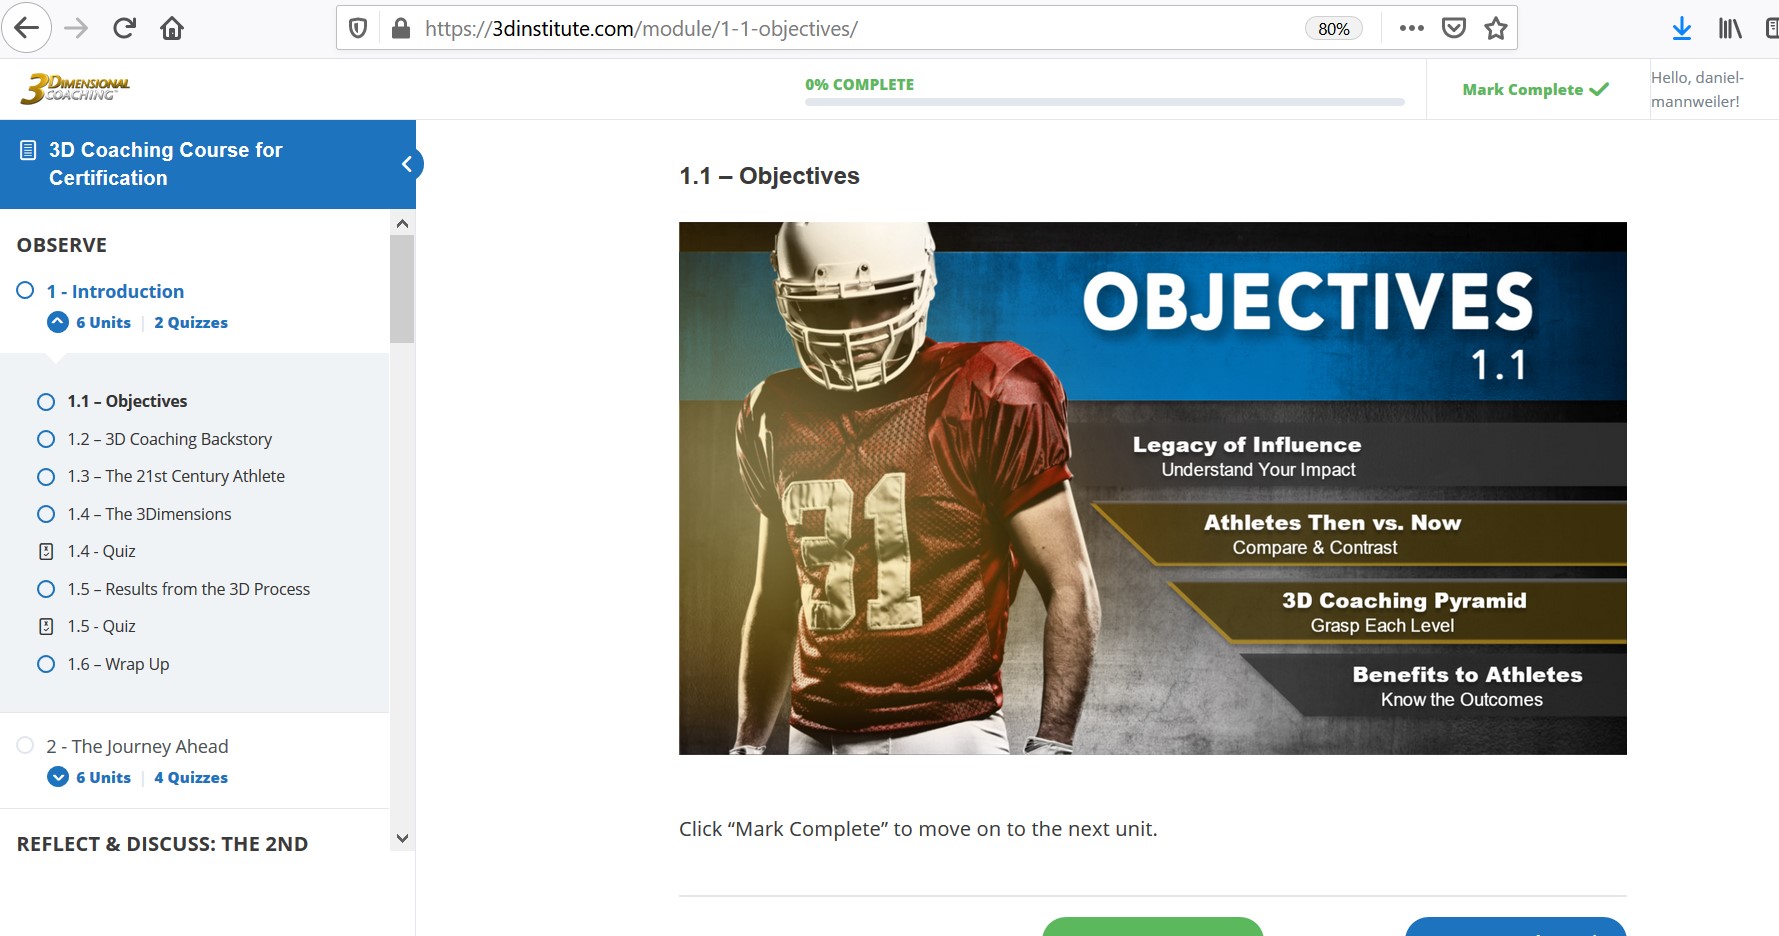 https://3dinstitute.com/module/1-1-objectives/
80%
3Dimensional
Coaching
0% COMPLETE
Mark Complete
Hello, daniel-
mannweiler!
3D Coaching Course for
Certification
OBSERVE
1 - Introduction
6 Units | 2 Quizzes
1.1 – Objectives
1.2 – 3D Coaching Backstory
1.3 – The 21st Century Athlete
1.4 – The 3Dimensions
1.4 - Quiz
1.5 – Results from the 3D Process
1.5 - Quiz
1.6 – Wrap Up
2 - The Journey Ahead
6 Units | 4 Quizzes
REFLECT & DISCUSS: THE 2ND
1.1 – Objectives
OBJECTIVES
1.1
31
Legacy of Influence
Understand Your Impact
Athletes Then vs. Now
Compare & Contrast
3D Coaching Pyramid
Grasp Each Level
Benefits to Athletes
Know the Outcomes
Click “Mark Complete” to move on to the next unit.